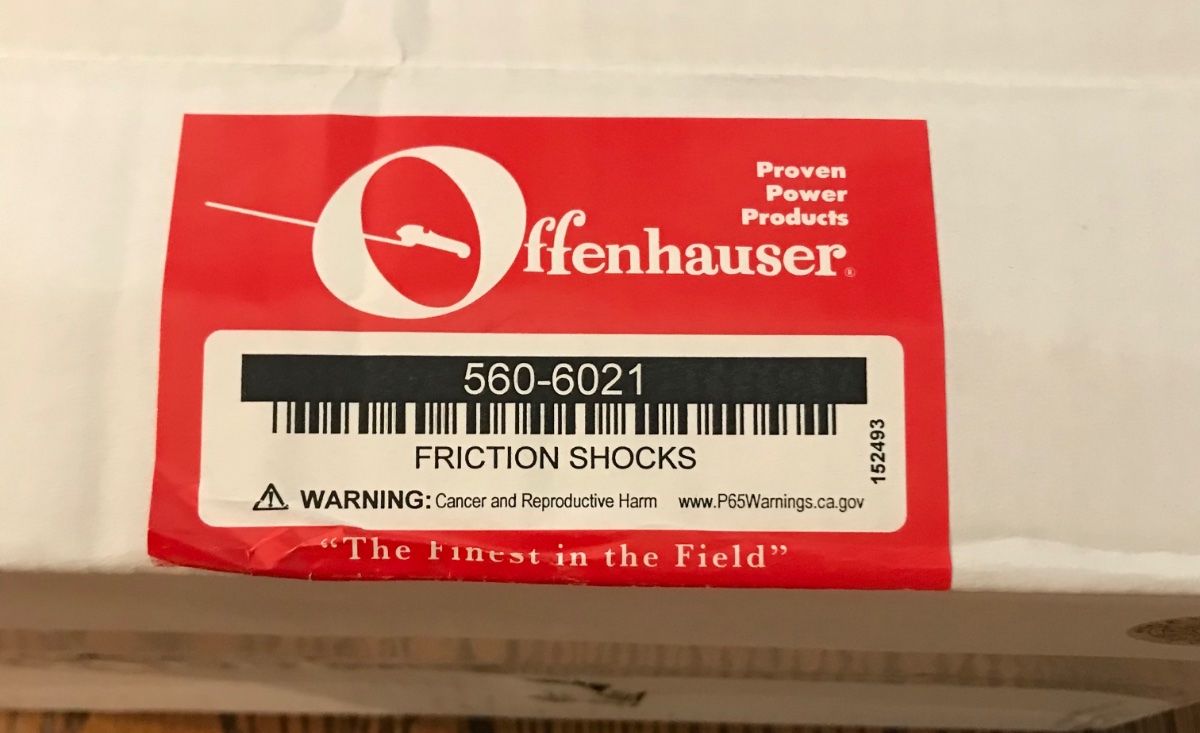 Proven
Power
Products
Offenhauser®
560-6021
FRICTION SHOCKS
152493
WARNING: Cancer and Reproductive Harm www.P65Warnings.ca.gov
“The Finest in the Field”